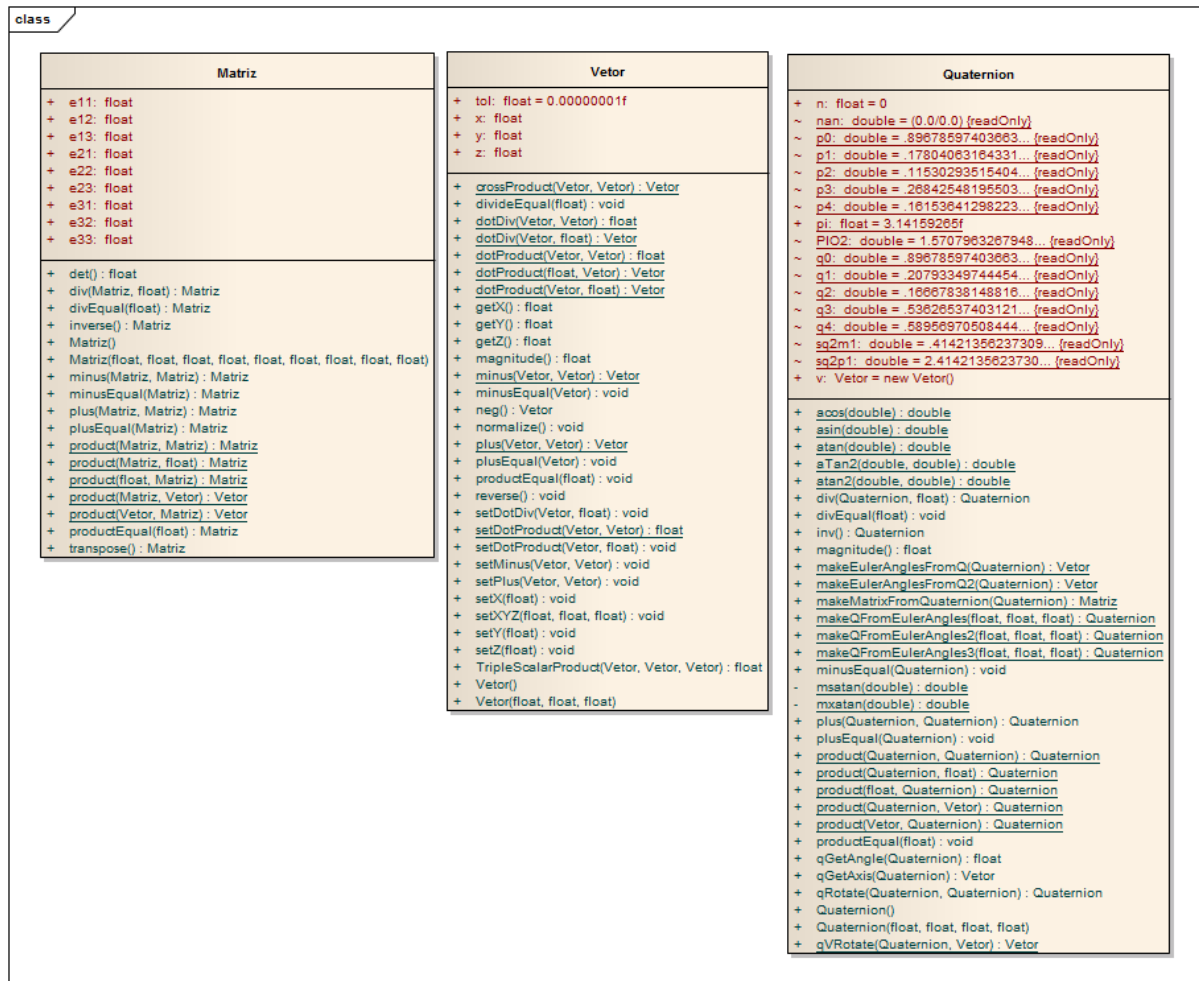 class
Matriz
+ e11: float
+ e12: float
+ e13: float
+ e21: float
+ e22: float
+ e23: float
+ e31: float
+ e32: float
+ e33: float
+ det() : float
+ div(Matriz, float) : Matriz
+ divEqual(float) : Matriz
+ inverse() : Matriz
+ Matriz()
+ Matriz(float, float, float, float, float, float, float, float, float)
+ minus(Matriz, Matriz) : Matriz
+ minusEqual(Matriz) : Matriz
+ plus(Matriz, Matriz) : Matriz
+ plusEqual(Matriz) : Matriz
+ product(Matriz, Matriz) : Matriz
+ product(Matriz, float) : Matriz
+ product(float, Matriz) : Matriz
+ product(Matriz, Vetor) : Vetor
+ product(Vetor, Matriz) : Vetor
+ productEqual(float) : Matriz
+ transpose() : Matriz
Vetor
+ tol: float = 0.00000001f
+ x: float
+ y: float
+ z: float
+ crossProduct(Vetor, Vetor) : Vetor
+ divideEqual(float) : void
+ dotDiv(Vetor, Vetor) : float
+ dotDiv(Vetor, float) : Vetor
+ dotProduct(Vetor, Vetor) : float
+ dotProduct(float, Vetor) : Vetor
+ dotProduct(Vetor, float) : Vetor
+ getX() : float
+ getY() : float
+ getZ() : float
+ magnitude() : float
+ minus(Vetor, Vetor) : Vetor
+ minusEqual(Vetor) : void
+ neg() : Vetor
+ normalize() : void
+ plus(Vetor, Vetor) : Vetor
+ plusEqual(Vetor) : void
+ productEqual(float) : void
+ reverse() : void
+ setDotDiv(Vetor, float) : void
+ setDotProduct(Vetor, Vetor) : float
+ setDotProduct(Vetor, float) : void
+ setMinus(Vetor, Vetor) : void
+ setPlus(Vetor, Vetor) : void
+ setX(float) : void
+ setXYZ(float, float, float) : void
+ setY(float) : void
+ setZ(float) : void
+ TripleScalarProduct(Vetor, Vetor, Vetor) : float
+ Vetor()
+ Vetor(float, float, float)
Quaternion
+ n: float = 0
~ nan: double = (0.0/0.0) {readOnly}
~ p0: double = .89678597403663... {readOnly}
~ p1: double = .17804063164331... {readOnly}
~ p2: double = .11530293515404... {readOnly}
~ p3: double = .26842548195503... {readOnly}
~ p4: double = .16153641298223... {readOnly}
+ pi: float = 3.14159265f
~ PIO2: double = 1.5707963267948... {readOnly}
~ q0: double = .89678597403663... {readOnly}
~ q1: double = .20793349744454... {readOnly}
~ q2: double = .16667838148816... {readOnly}
~ q3: double = .53626537403121... {readOnly}
~ q4: double = .58956970508444... {readOnly}
~ sq2m1: double = .41421356237309... {readOnly}
~ sq2p1: double = 2.4142135623730... {readOnly}
+ v: Vetor = new Vetor()
+ acos(double) : double
+ asin(double) : double
+ atan(double) : double
+ aTan2(double, double) : double
+ atan2(double, double) : double
+ div(Quaternion, float) : Quaternion
+ divEqual(float) : void
+ inv() : Quaternion
+ magnitude() : float
+ makeEulerAnglesFromQ(Quaternion) : Vetor
+ makeEulerAnglesFromQ2(Quaternion) : Vetor
+ makeMatrixFromQuaternion(Quaternion) : Matriz
+ makeQFromEulerAngles(float, float, float) : Quaternion
+ makeQFromEulerAngles2(float, float, float) : Quaternion
+ makeQFromEulerAngles3(float, float, float) : Quaternion
+ minusEqual(Quaternion) : void
- msatan(double) : double
- mxatan(double) : double
+ plus(Quaternion, Quaternion) : Quaternion
+ plusEqual(Quaternion) : void
+ product(Quaternion, Quaternion) : Quaternion
+ product(Quaternion, float) : Quaternion
+ product(float, Quaternion) : Quaternion
+ product(Quaternion, Vetor) : Quaternion
+ product(Vetor, Quaternion) : Quaternion
+ productEqual(float) : void
+ qGetAngle(Quaternion) : float
+ qGetAxis(Quaternion) : Vetor
+ qRotate(Quaternion, Quaternion) : Quaternion
+ Quaternion()
+ Quaternion(float, float, float, float)
+ qVRotate(Quaternion, Vetor) : Vetor